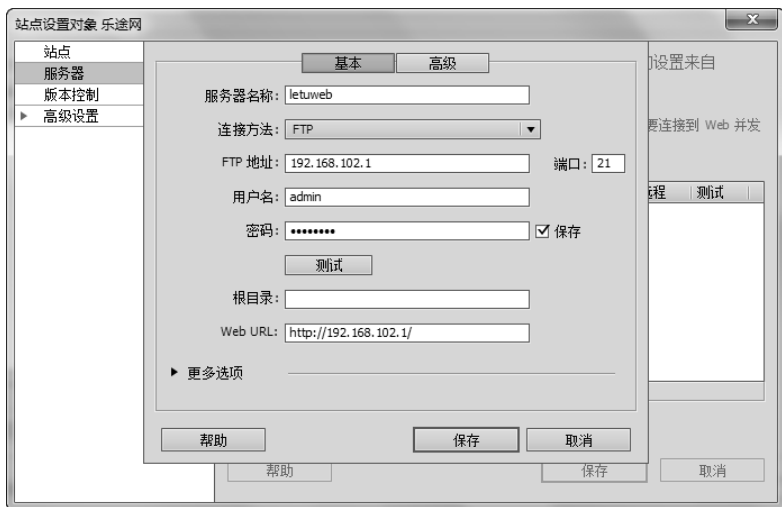 站点设置对象 乐途网
站点
服务器
版本控制
高级设置
基本
高级
的设置来自
服务器名称: letuweb
连接方法: FTP
要连接到 Web 并发
FTP 地址: 192.168.102.1 端口: 21
用户名: admin
远程 测试
密码: •••••••• 保存
测试
根目录:
Web URL: http://192.168.102.1/
更多选项
帮助 保存 取消
帮助 保存 取消